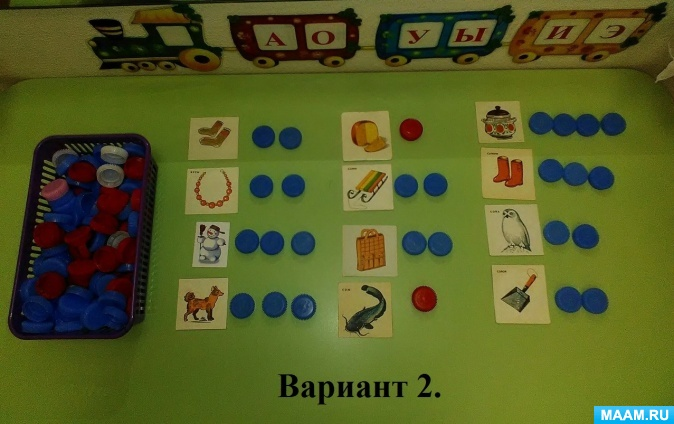 А О У Ы И Э
Вариант 2.
MAAM.RU